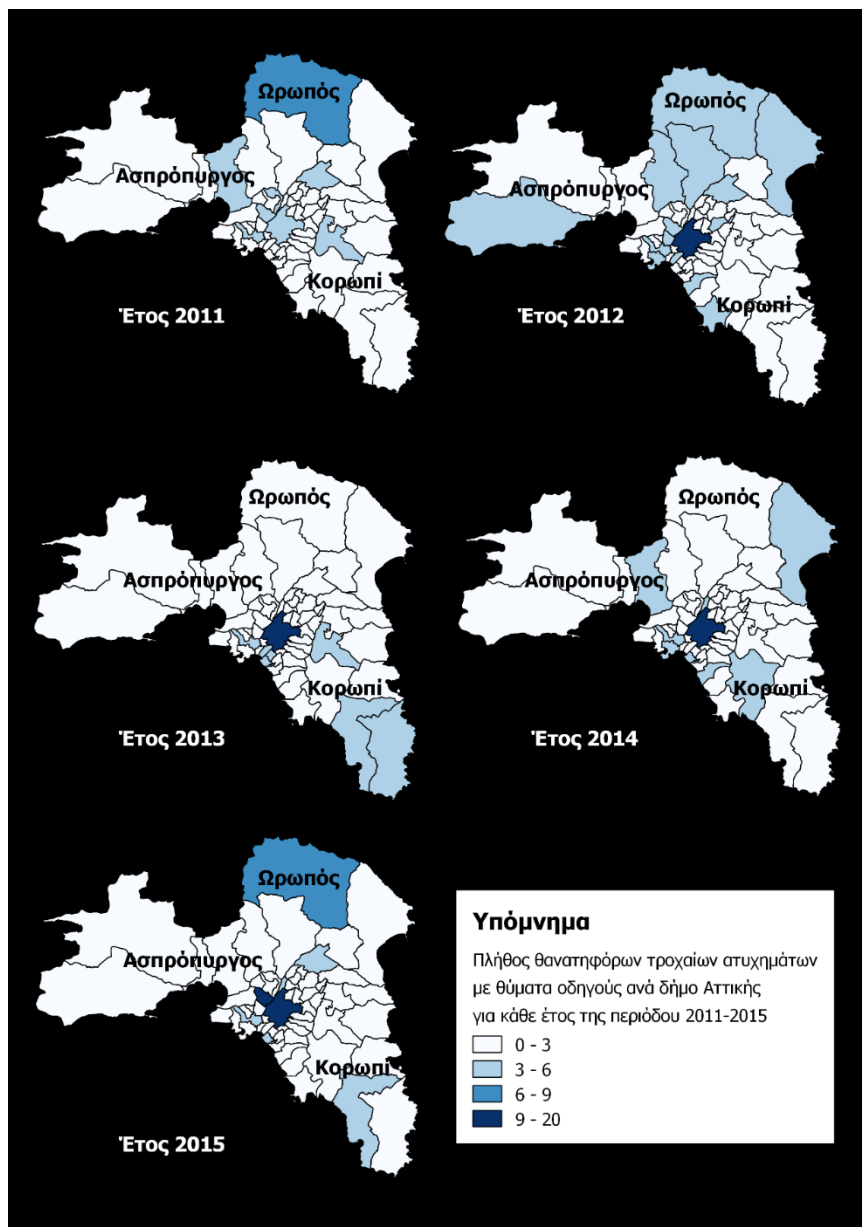 Ωρωπός
Ασπρόπυργος
Κορωπί
Έτος 2011
Ωρωπός
Ασπρόπυργος
Κορωπί
Έτος 2012
Ωρωπός
Ασπρόπυργος
Κορωπί
Έτος 2013
Ωρωπός
Ασπρόπυργος
Κορωπί
Έτος 2014
Ωρωπός
Ασπρόπυργος
Κορωπί
Έτος 2015
Υπόμνημα
Πλήθος θανατηφόρων τροχαίων ατυχημάτων
με θύματα οδηγούς ανά δήμο Αττικής
για κάθε έτος της περιόδου 2011-2015
0 - 3
3 - 6
6 - 9
9 - 20